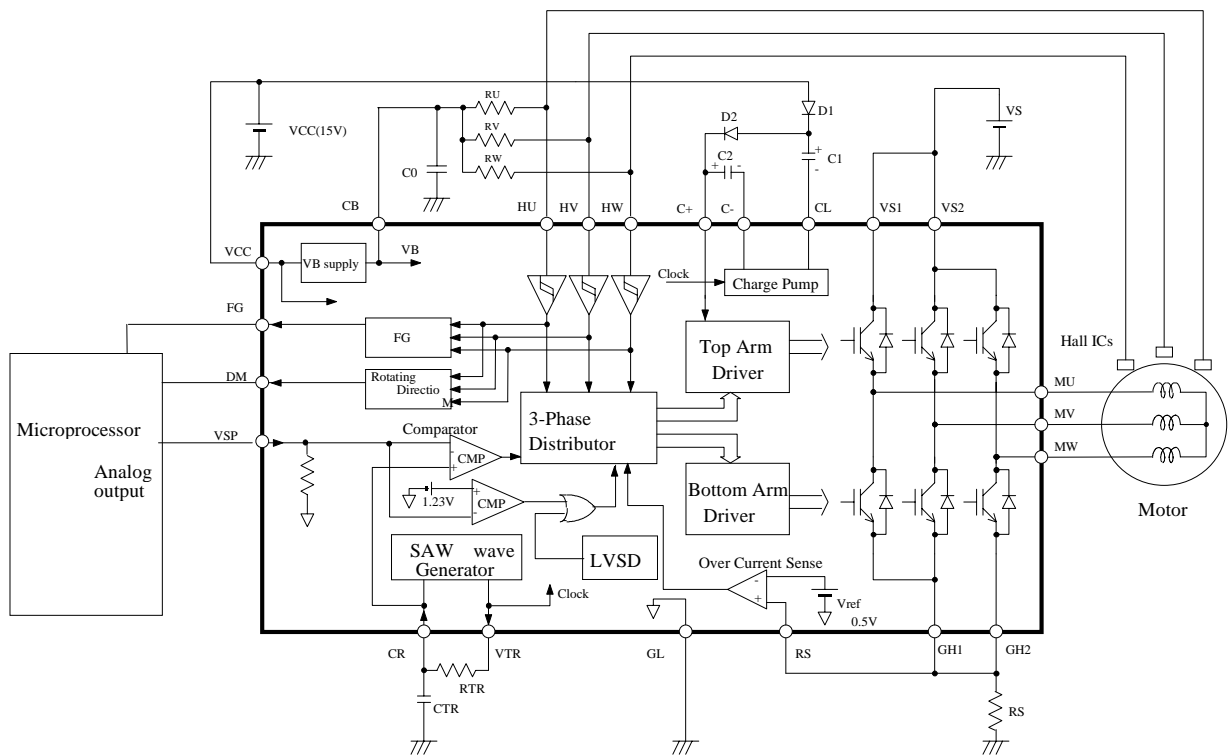 RU
D1
D2
VS
VCC(15V)
RV
C2
+
C1
+
-
-
RW
C0
CB
HU
HV
HW
C+
C-
CL
VS1
VS2
VCC
VB supply
VB
Clock
Charge Pump
FG
FG
Top Arm
Driver
Hall ICs
DM
Rotating
Directio
M
MU
Microprocessor
3-Phase
Distributor
MV
VSP
Comparator
MW
Analog
output
-
+
CMP
Bottom Arm
Driver
1.23V
+
-
CMP
Motor
SAW wave
Generator
LVSD
Over Current Sense
Clock
-
+
Vref
0.5V
CR
VTR
GL
RS
GH1
GH2
RTR
CTR
RS